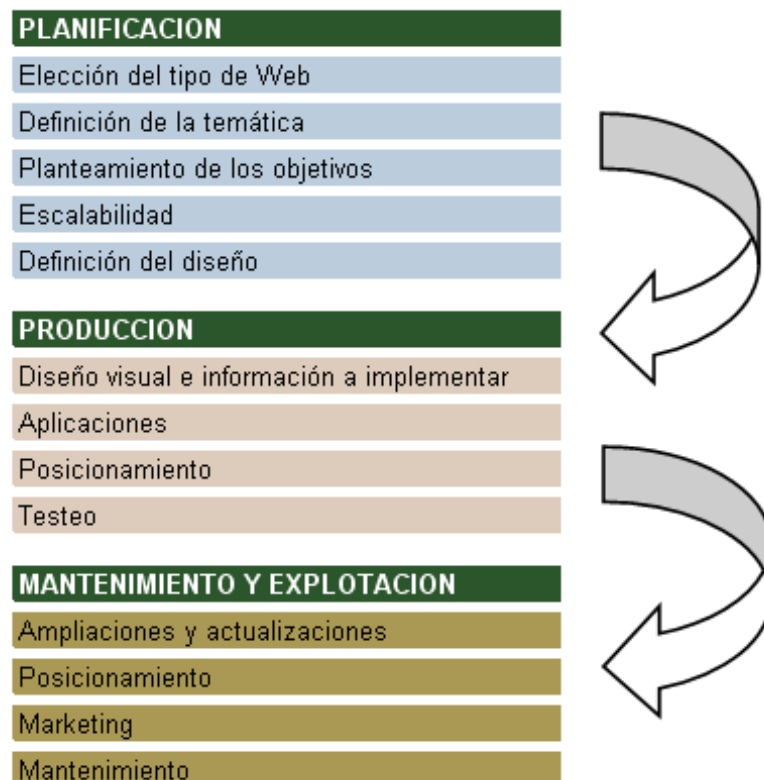 PLANIFICACION
Elección del tipo de Web
Definición de la temática
Planteamiento de los objetivos
Escalabilidad
Definición del diseño
PRODUCCION
Diseño visual e información a implementar
Aplicaciones
Posicionamiento
Testeo
MANTENIMIENTO Y EXPLOTACION
Ampliaciones y actualizaciones
Posicionamiento
Marketing
Mantenimiento